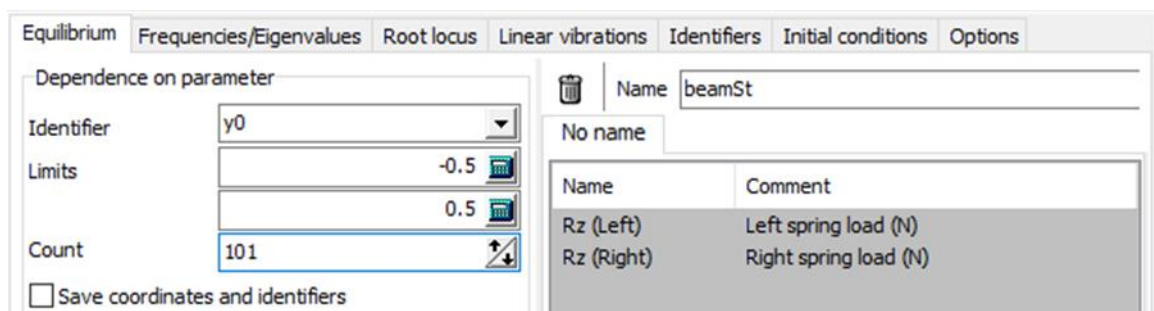 Equilibrium Frequencies/Eigenvalues Root locus Linear vibrations Identifiers Initial conditions Options
Dependence on parameter
Identifier y0
Limits -0.5
0.5
Count 101
Save coordinates and identifiers
Name beamSt
No name
Name Comment
Rz (Left) Left spring load (N)
Rz (Right) Right spring load (N)